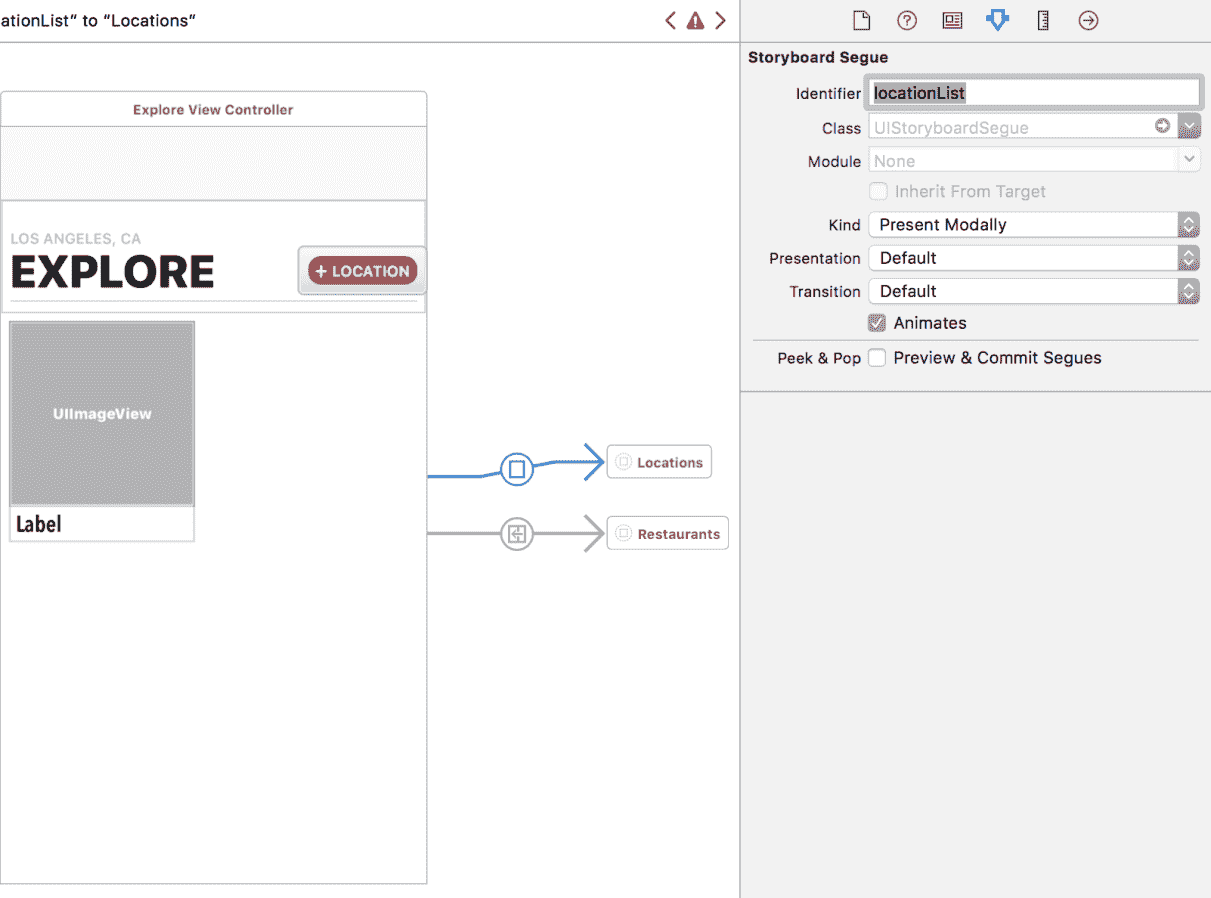 ationList” to “Locations”
Explore View Controller
LOS ANGELES, CA
EXPLORE
+ LOCATION
UIImageView
Label
Locations
Restaurants
Storyboard Segue
Identifier locationList
Class UIStoryboardSegue
Module None
Inherit From Target
Kind Present Modally
Presentation Default
Transition Default
Animates
Peek & Pop Preview & Commit Segues